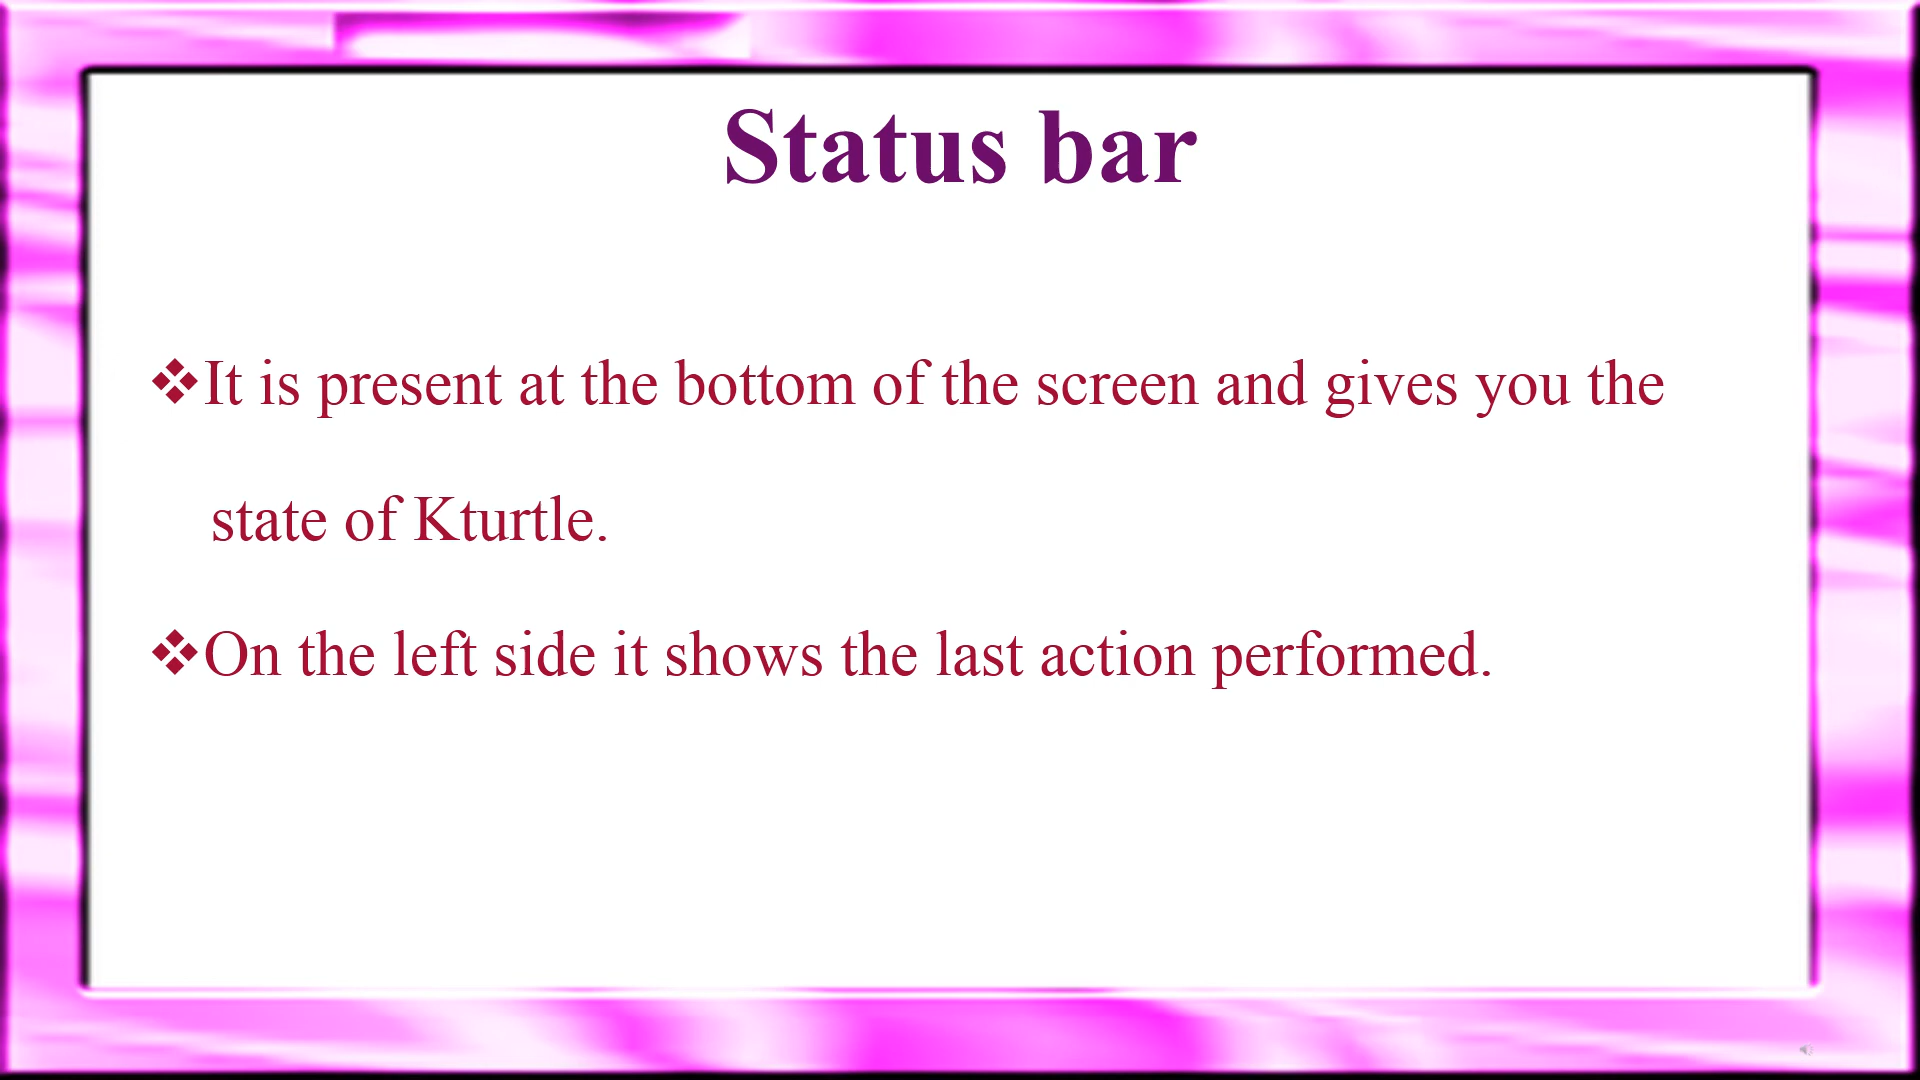 Status bar
❖It is present at the bottom of the screen and gives you the
state of Kturtle.
❖On the left side it shows the last action performed.